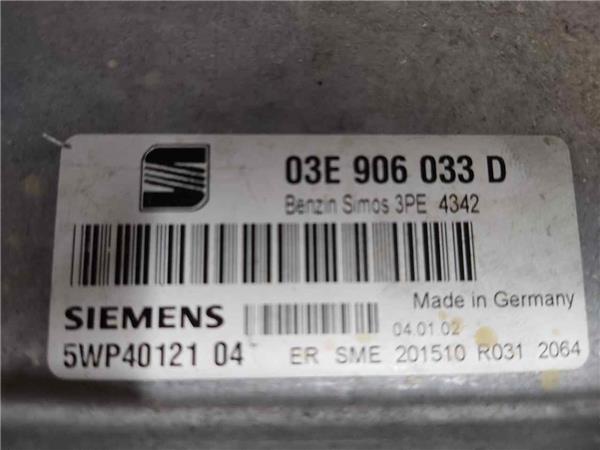 03E 906 033 D
Benzin Simos 3PE 4342
Made in Germany
SIEMENS
04.01 02
5WP40121 04
ER SME 201510 R031 2064